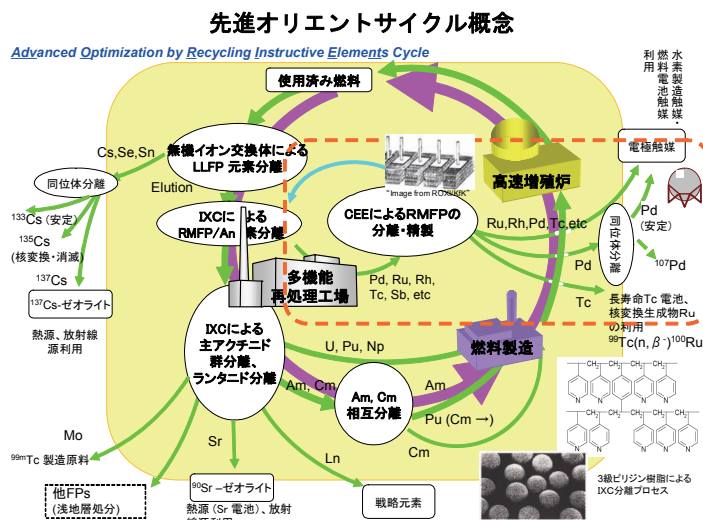 先進オリエントサイクル概念
Advanced Optimization by Recycling Instructive Elements Cycle
使用済み燃料
水素製造触媒・
燃料電池触媒
利用
無機イオン交換体による
LLFP 元素分離
Cs,Se,Sn
Elution
同位体分離
133Cs (安定)
135Cs
(核変換・消滅)
137Cs
137Cs-ゼオライト
熱源、放射線
源利用
IXCによる
RMFP/An 元素分離
"Image from ROXSIKIK"
CEEによるRMFPの
分離・精製
高速増殖炉
電極触媒
Ru,Rh,Pd,Tc,etc
同位体分離
Pd
(安定)
107Pd
Pd
Tc
長寿命Tc 電池、
核変換生成物Ru
の利用
99Tc(n, β-)100Ru
多機能
再処理工場
Pd, Ru, Rh,
Tc, Sb, etc
IXCによる
主アクチニド
群分離、
ランタニド分離
U, Pu, Np
燃料製造
Am, Cm
Am, Cm
相互分離
Am
Pu (Cm →)
Cm
Mo
99mTc 製造原料
Sr
Ln
他FPs
(浅地層処分)
90Sr –ゼオライト
熱源（Sr 電池）、放射
線源利用
戦略元素
CH2 CH2 CH2 CH2
N N N N N
CH2 CH2 CH2
N N N N
3級ピリジン樹脂による
IXC分離プロセス